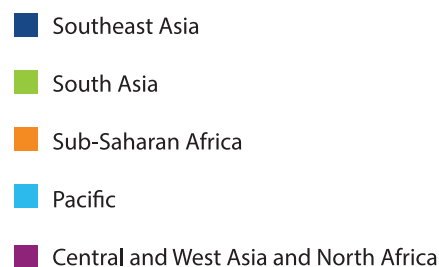 Southeast Asia
South Asia
Sub-Saharan Africa
Pacific
Central and West Asia and North Africa